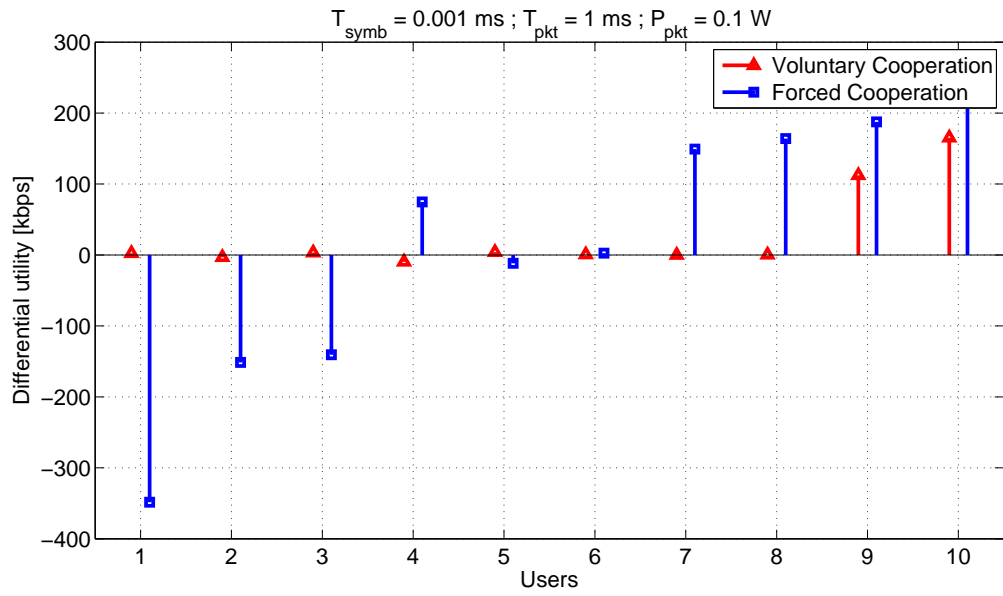 T_symb = 0.001 ms ; T_pkt = 1 ms ; P_pkt = 0.1 W
300
200
100
0
−100
−200
−300
−400
Differential utility [kbps]
Voluntary Cooperation
Forced Cooperation
1 2 3 4 5 6 7 8 9 10
Users